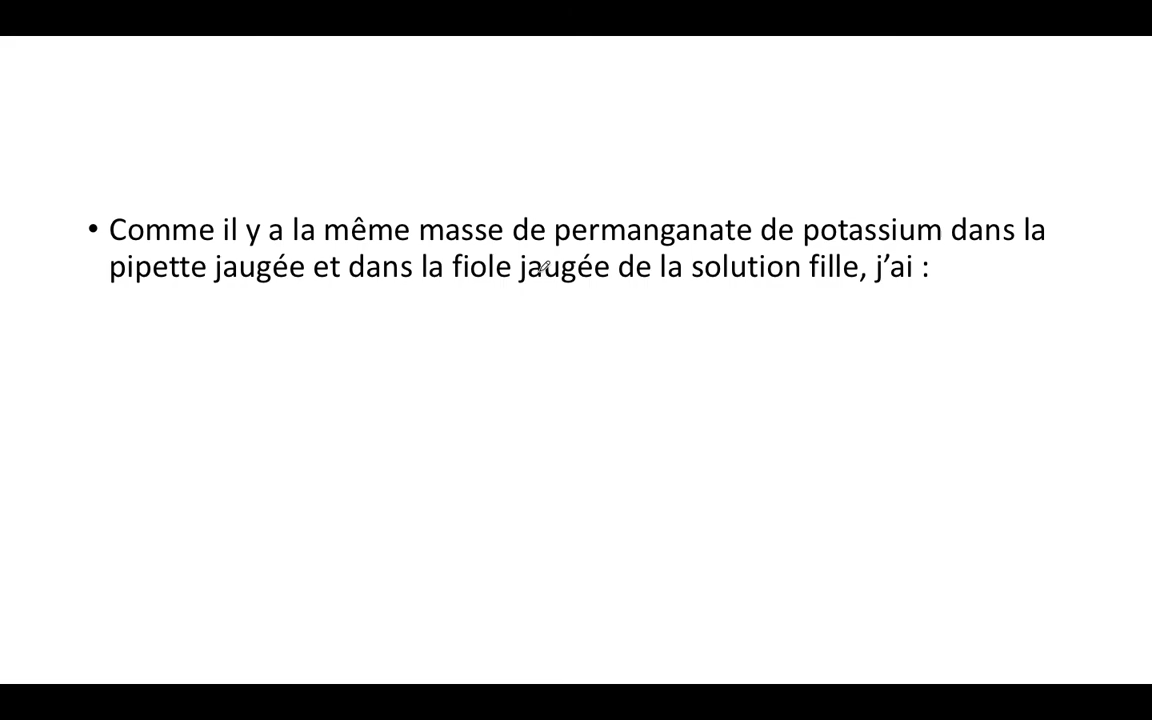 • Comme il y a la même masse de permanganate de potassium dans la
pipette jaugée et dans la fiole jaugée de la solution fille, j’ai :